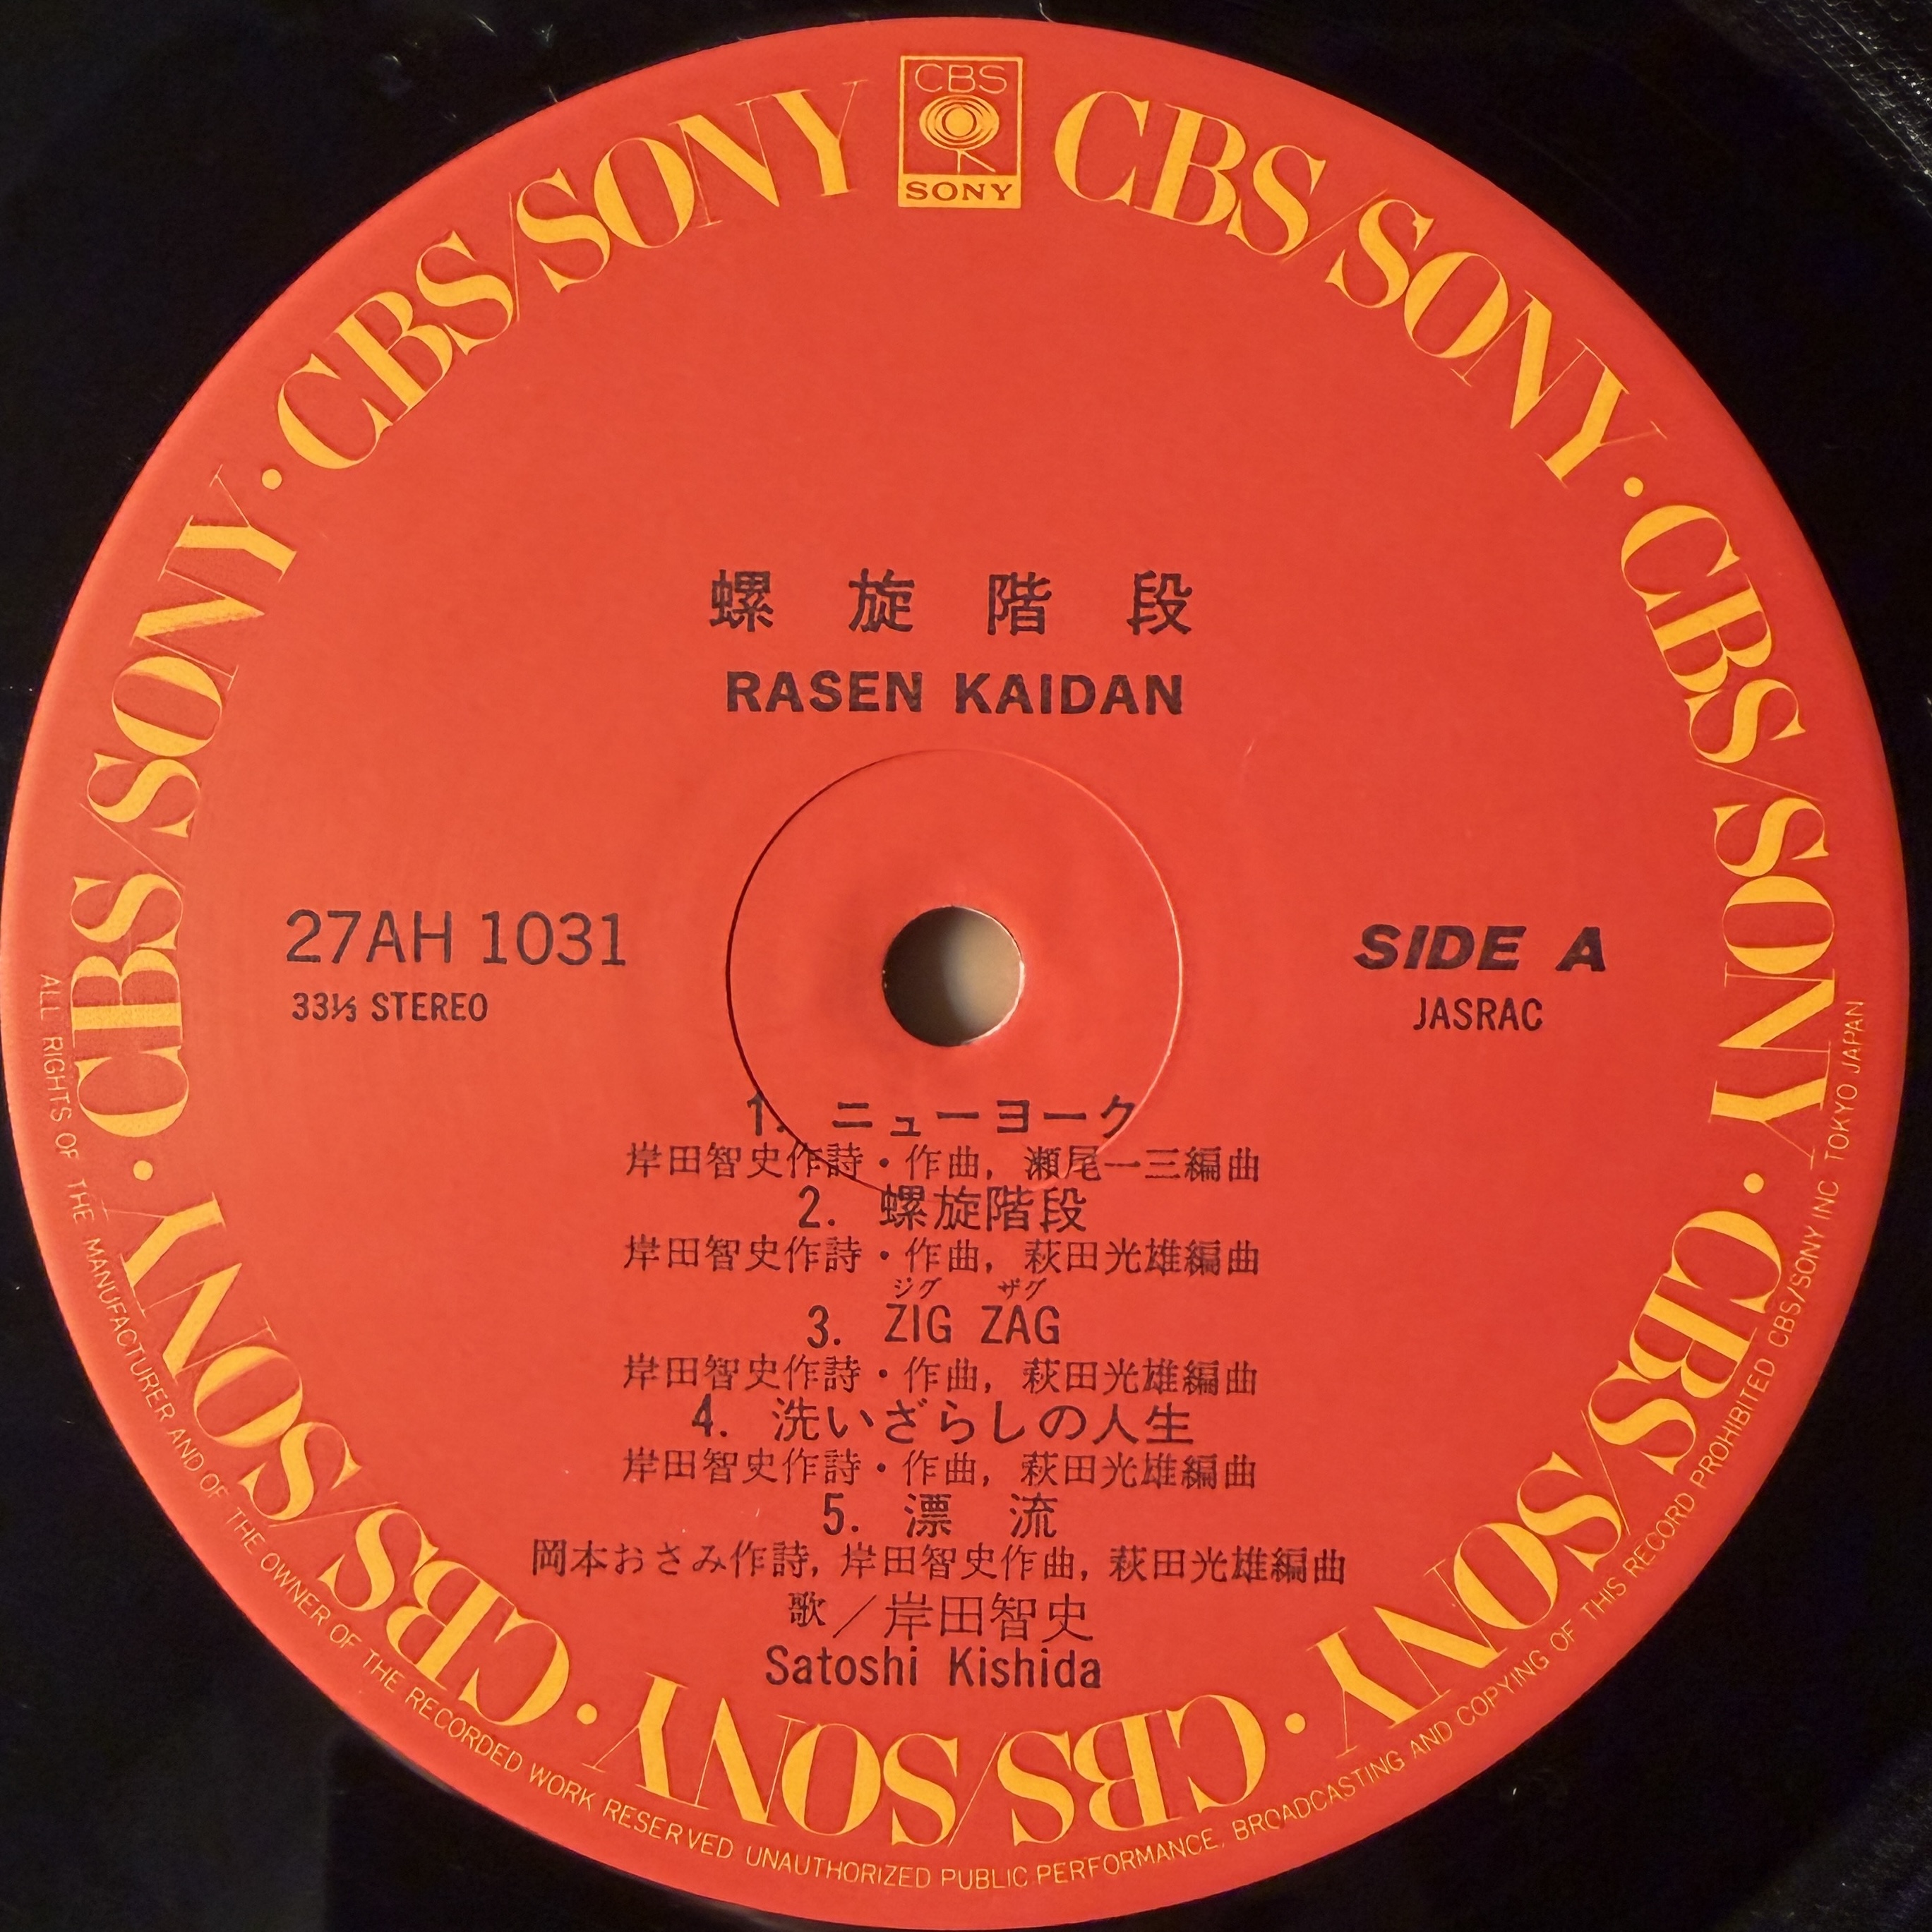 CBS
SONY
CBS/SONY · CBS/SONY · CBS/SONY · CBS/SONY · CBS/SONY · CBS/SONY · CBS/SONY
螺旋階段
RASEN KAIDAN
27AH 1031
33⅓ STEREO
SIDE A
JASRAC
1. ニューヨーク
岸田智史作詩・作曲, 瀬尾一三編曲
2. 螺旋階段
岸田智史作詩・作曲, 萩田光雄編曲
ジグ ザグ
3. ZIG ZAG
岸田智史作詩・作曲, 萩田光雄編曲
4. 洗いざらしの人生
岸田智史作詩・作曲, 萩田光雄編曲
5. 漂 流
岡本おさみ作詩, 岸田智史作曲, 萩田光雄編曲
歌／岸田智史
Satoshi Kishida
ALL RIGHTS OF THE MANUFACTURER AND OF THE OWNER OF THE RECORDED WORK RESERVED UNAUTHORIZED PUBLIC PERFORMANCE, BROADCASTING AND COPYING OF THIS RECORD PROHIBITED CBS/SONY INC TOKYO JAPAN